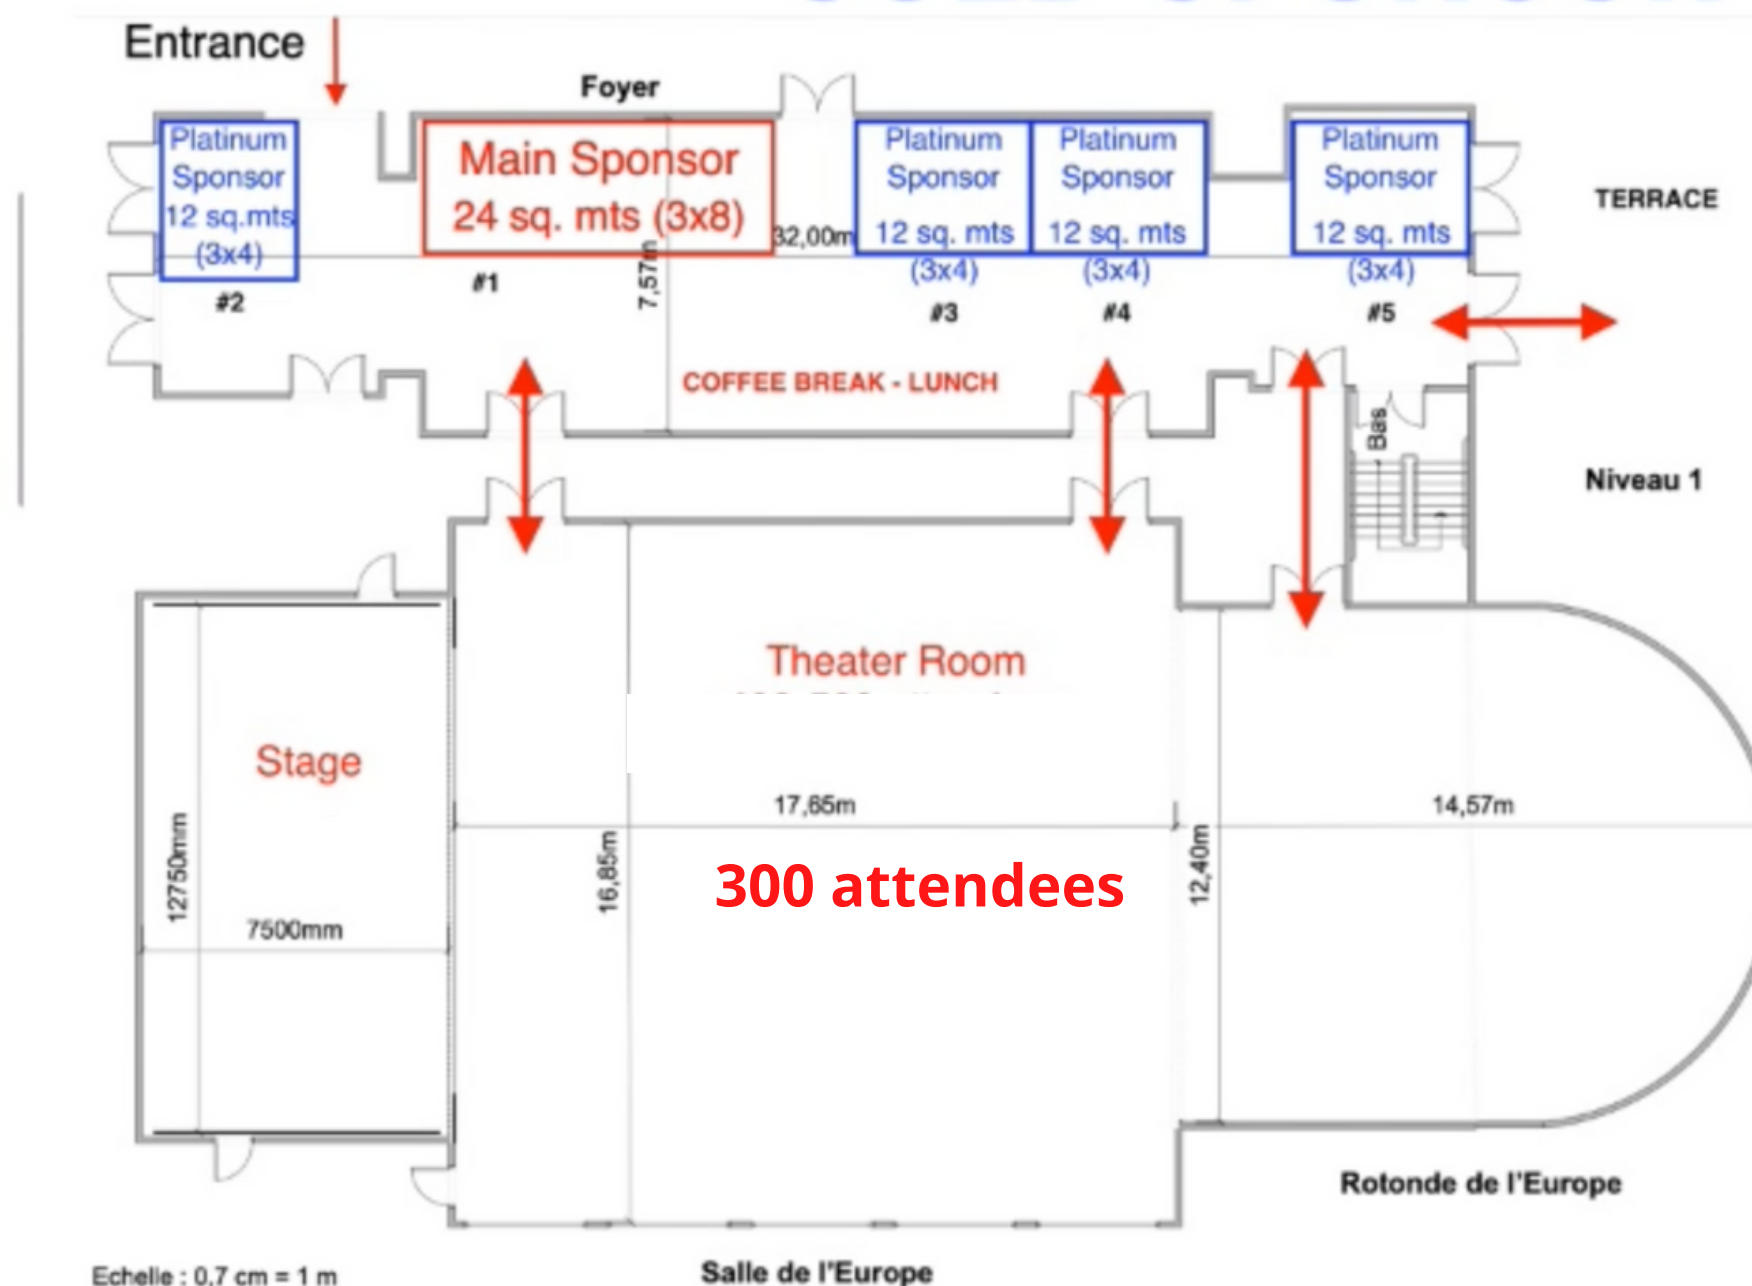 Entrance
Foyer
Platinum
Sponsor
12 sq.mts
(3x4)
#2
Main Sponsor
24 sq. mts (3x8)
#1
32,00m
7,57m
Platinum
Sponsor
12 sq. mts
(3x4)
#3
Platinum
Sponsor
12 sq. mts
(3x4)
#4
Platinum
Sponsor
12 sq. mts
(3x4)
#5
TERRACE
COFFEE BREAK - LUNCH
Bas
Niveau 1
Theater Room
Stage
17,65m
14,57m
12750mm
16,85m
12,40m
300 attendees
7500mm
Rotonde de l'Europe
Salle de l'Europe
Echelle : 0,7 cm = 1 m